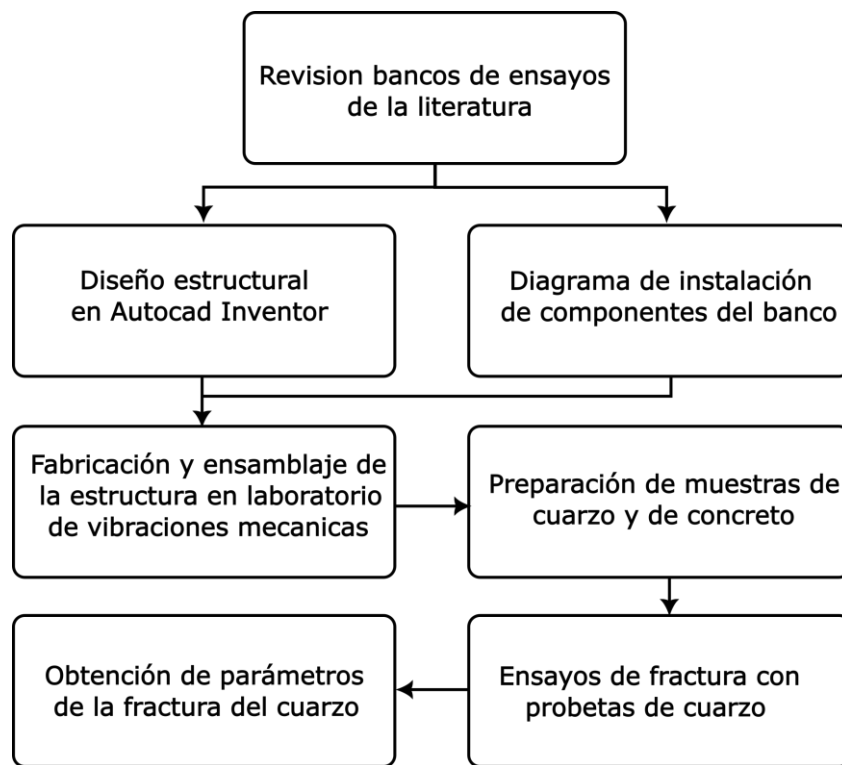 Revision bancos de ensayos
de la literatura
Diseño estructural
en Autocad Inventor
Diagrama de instalación
de componentes del banco
Fabricación y ensamblaje de
la estructura en laboratorio
de vibraciones mecanicas
Preparación de muestras de
cuarzo y de concreto
Obtención de parámetros
de la fractura del cuarzo
Ensayos de fractura con
probetas de cuarzo